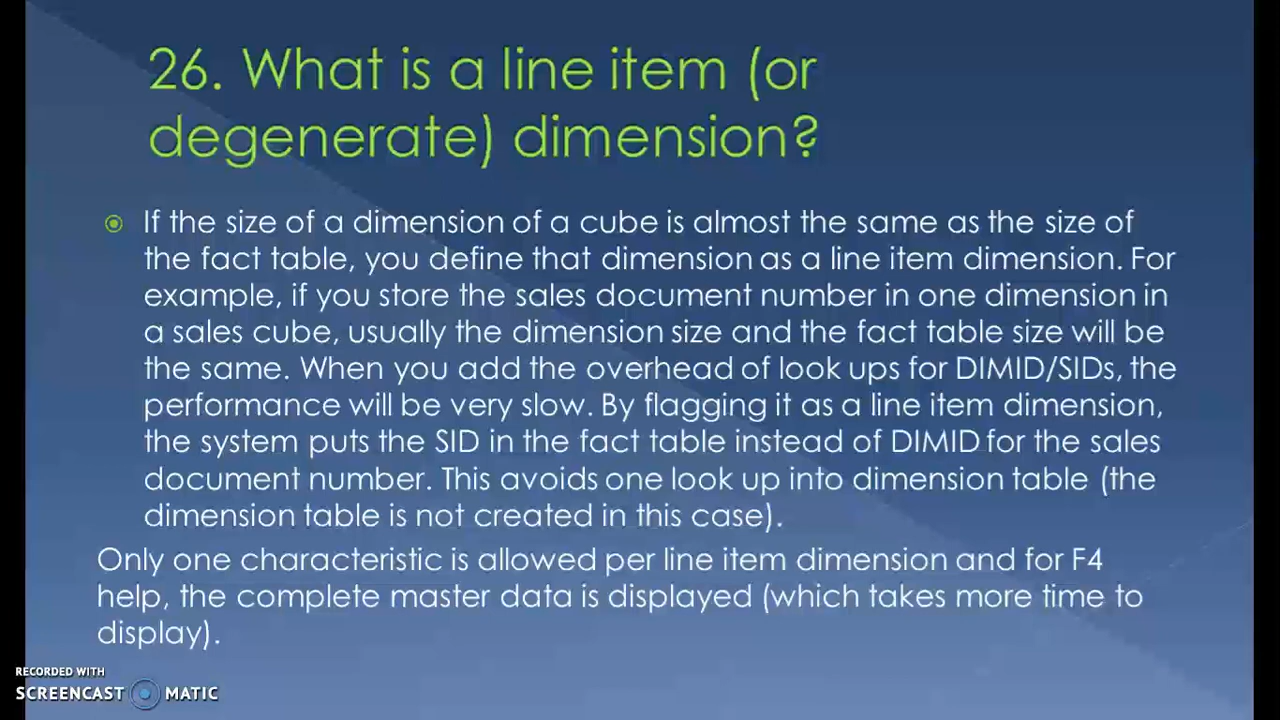 26. What is a line item (or
degenerate) dimension?
If the size of a dimension of a cube is almost the same as the size of
the fact table, you define that dimension as a line item dimension. For
example, if you store the sales document number in one dimension in
a sales cube, usually the dimension size and the fact table size will be
the same. When you add the overhead of look ups for DIMID/SIDs, the
performance will be very slow. By flagging it as a line item dimension,
the system puts the SID in the fact table instead of DIMID for the sales
document number. This avoids one look up into dimension table (the
dimension table is not created in this case).
Only one characteristic is allowed per line item dimension and for F4
help, the complete master data is displayed (which takes more time to
display).
RECORDED WITH
SCREENCAST MATIC